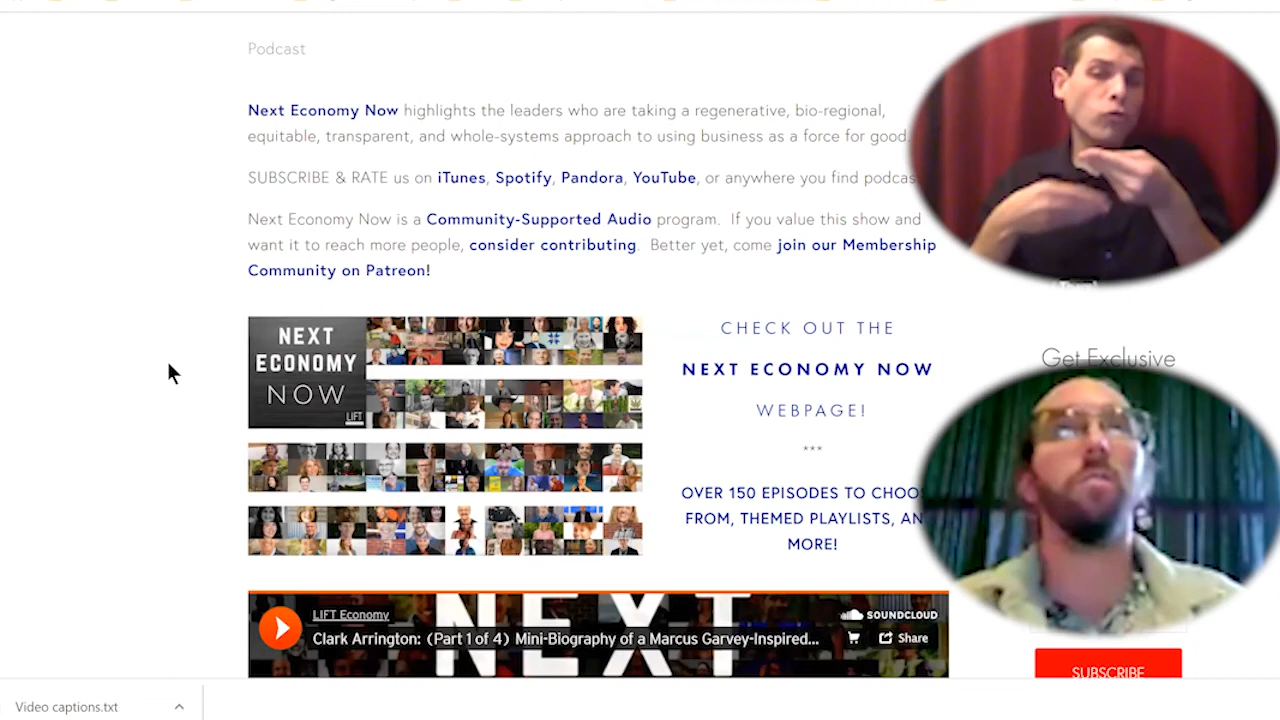 Podcast
Next Economy Now highlights the leaders who are taking a regenerative, bio-regional,
equitable, transparent, and whole-systems approach to using business as a force for good.
SUBSCRIBE & RATE us on iTunes, Spotify, Pandora, YouTube, or anywhere you find podcas
Next Economy Now is a Community-Supported Audio program. If you value this show and
want it to reach more people, consider contributing. Better yet, come join our Membership
Community on Patreon!
NEXT
ECONOMY
NOW
LIFT
CHECK OUT THE
NEXT ECONOMY NOW
WEBPAGE!
***
OVER 150 EPISODES TO CHOO
FROM, THEMED PLAYLISTS, AN
MORE!
Get Exclusive
NEXT
LIFT Economy
SOUNDCLOUD
Clark Arrington: (Part 1 of 4) Mini-Biography of a Marcus Garvey-Inspired...
Share
SUBSCRIBE
Video captions.txt